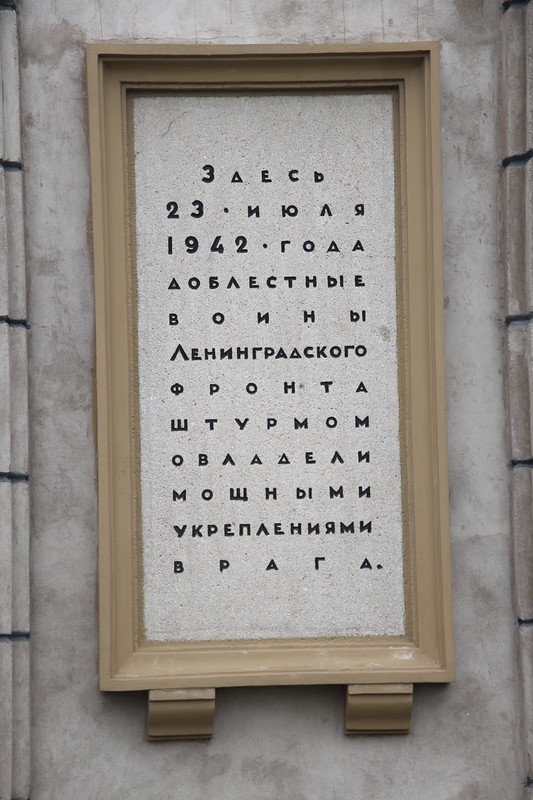 Здесь
23·июля
1942·года
доблестные
воины
Ленинградского
фронта
штурмом
овладели
мощными
укреплениями
врага.